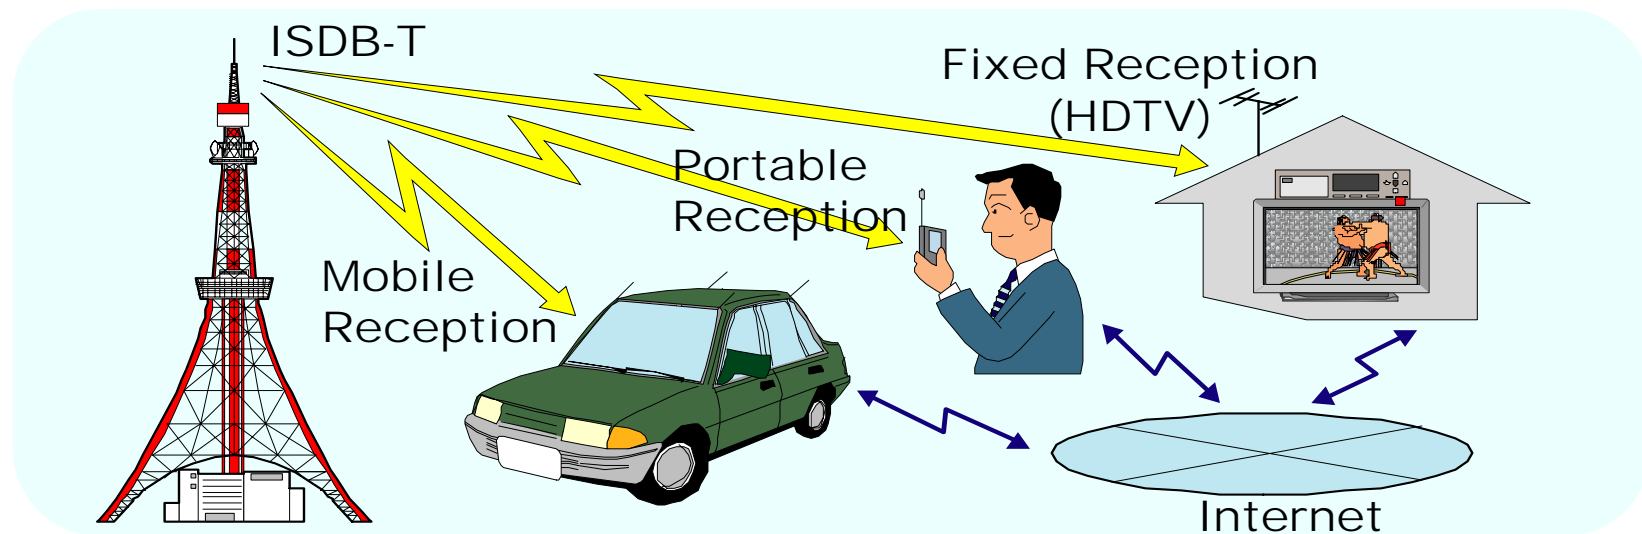 ISDB-T
Fixed Reception
(HDTV)
Portable
Reception
Mobile
Reception
Internet